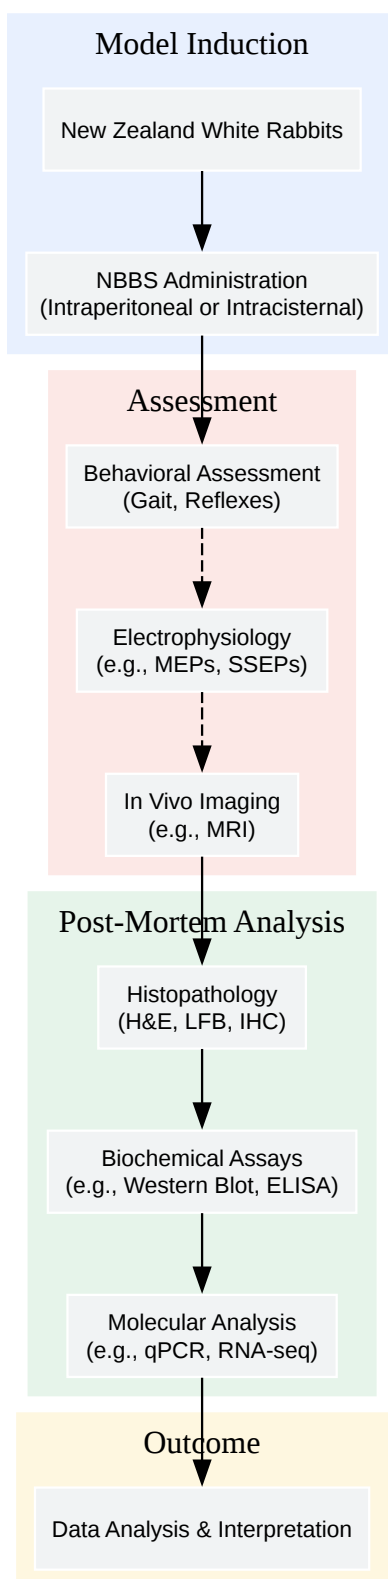 Model Induction
New Zealand White Rabbits
NBBS Administration
(Intraperitoneal or Intracisternal)
Assessment
Behavioral Assessment
(Gait, Reflexes)
Electrophysiology
(e.g., MEPs, SSEPs)
In Vivo Imaging
(e.g., MRI)
Post-Mortem Analysis
Histopathology
(H&E, LFB, IHC)
Biochemical Assays
(e.g., Western Blot, ELISA)
Molecular Analysis
(e.g., qPCR, RNA-seq)
Outcome
Data Analysis & Interpretation